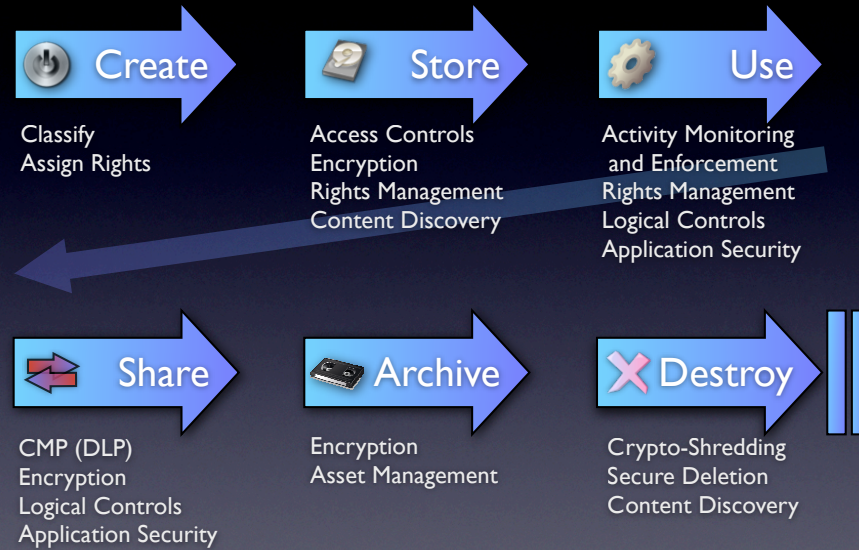 Create
Classify
Assign Rights
Store
Access Controls
Encryption
Rights Management
Content Discovery
Use
Activity Monitoring
and Enforcement
Rights Management
Logical Controls
Application Security
Share
CMP (DLP)
Encryption
Logical Controls
Application Security
Archive
Encryption
Asset Management
Destroy
Crypto-Shredding
Secure Deletion
Content Discovery